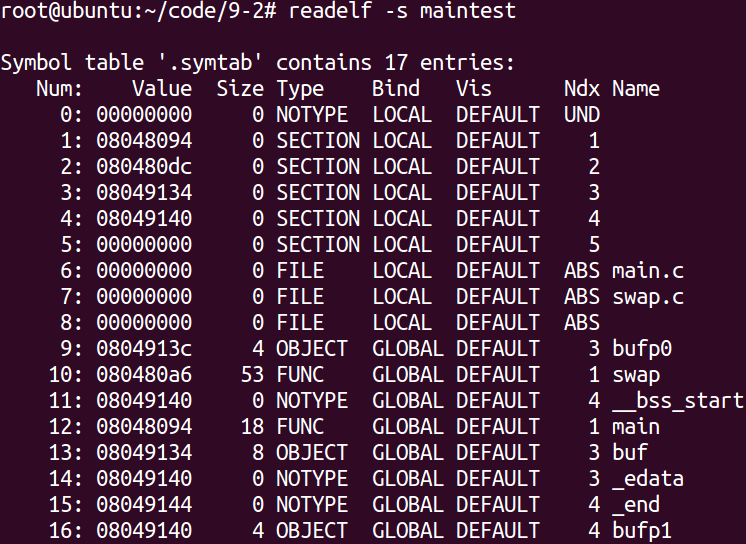 root@ubuntu:~/code/9-2# readelf -s maintest

Symbol table '.symtab' contains 17 entries:
   Num:    Value  Size Type    Bind   Vis      Ndx Name
     0: 00000000     0 NOTYPE  LOCAL  DEFAULT  UND
     1: 08048094     0 SECTION LOCAL  DEFAULT    1
     2: 080480dc     0 SECTION LOCAL  DEFAULT    2
     3: 08049134     0 SECTION LOCAL  DEFAULT    3
     4: 08049140     0 SECTION LOCAL  DEFAULT    4
     5: 00000000     0 SECTION LOCAL  DEFAULT    5
     6: 00000000     0 FILE    LOCAL  DEFAULT  ABS main.c
     7: 00000000     0 FILE    LOCAL  DEFAULT  ABS swap.c
     8: 00000000     0 FILE    LOCAL  DEFAULT  ABS
     9: 0804913c     4 OBJECT  GLOBAL DEFAULT    3 bufp0
    10: 080480a6    53 FUNC    GLOBAL DEFAULT    1 swap
    11: 08049140     0 NOTYPE  GLOBAL DEFAULT    4 __bss_start
    12: 08048094    18 FUNC    GLOBAL DEFAULT    1 main
    13: 08049134     8 OBJECT  GLOBAL DEFAULT    3 buf
    14: 08049140     0 NOTYPE  GLOBAL DEFAULT    3 _edata
    15: 08049144     0 NOTYPE  GLOBAL DEFAULT    4 _end
    16: 08049140     4 OBJECT  GLOBAL DEFAULT    4 bufp1